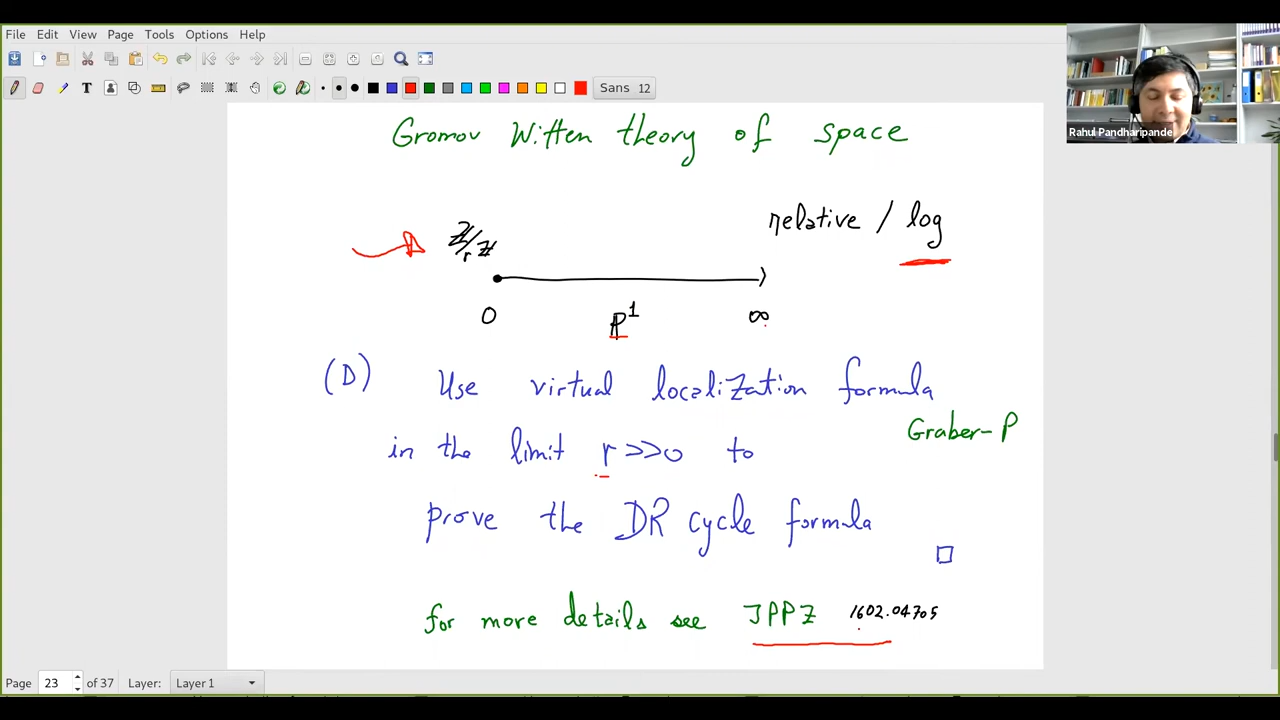 File Edit View Page Tools Options Help
Sans 12
Rahul Pandharipande
Gromov Witten theory of space
relative / log
Z/rZ
0 P¹ ∞
(D) Use virtual localization formula
Graber-P
in the limit r >> 0 to
prove the DR cycle formula
□
for more details see JPPZ 1602.04705
Page 23 of 37 Layer: Layer 1